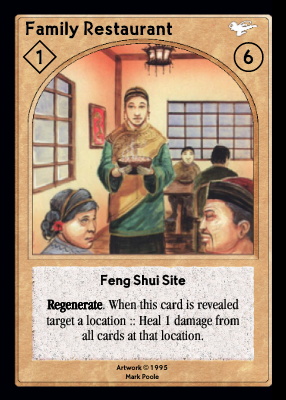 Family Restaurant
1
6
Feng Shui Site
Regenerate. When this card is revealed
target a location :: Heal 1 damage from
all cards at that location.
Artwork © 1995
Mark Poole